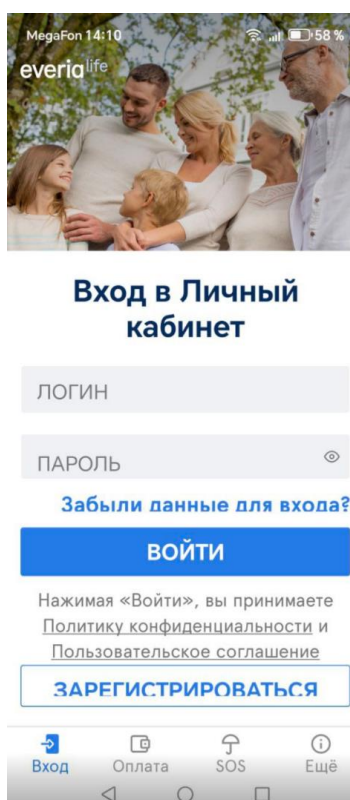 MegaFon 14:10 58 %
everia life
Вход в Личный
кабинет
ЛОГИН
ПАРОЛЬ
Забыли данные для входа?
ВОЙТИ
Нажимая «Войти», вы принимаете
Политику конфиденциальности и
Пользовательское соглашение
ЗАРЕГИСТРИРОВАТЬСЯ
Вход Оплата SOS Ещё